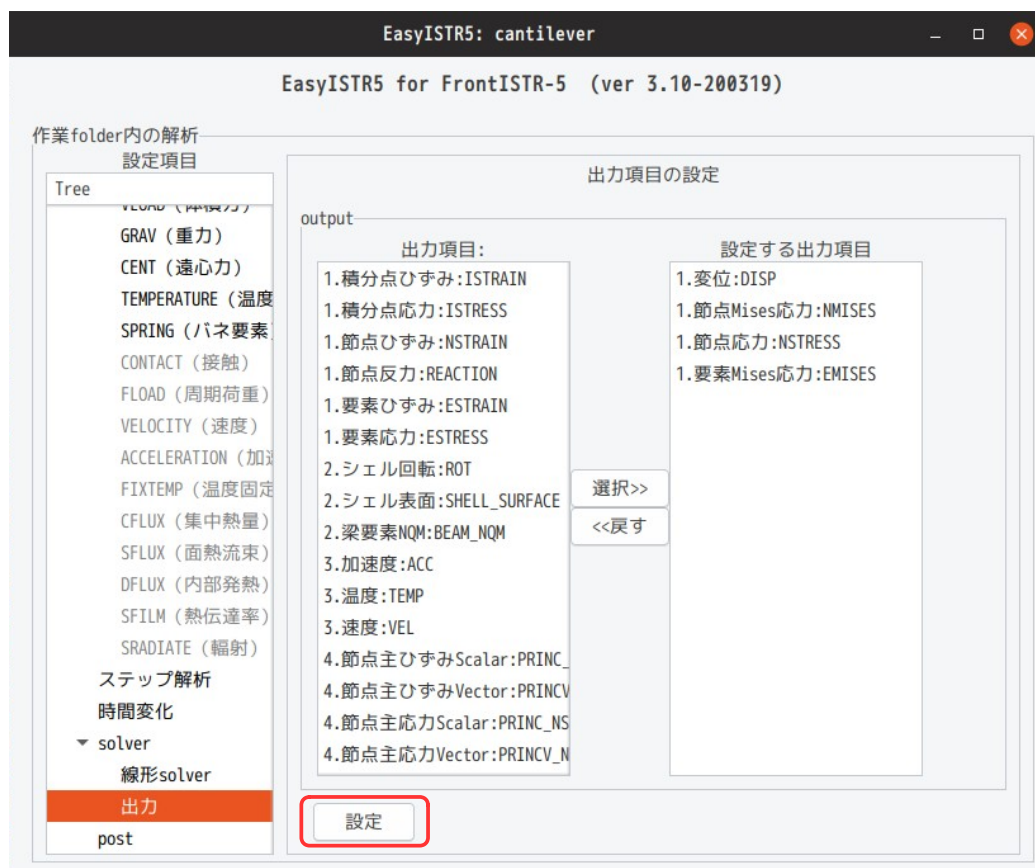 EasyISTR5: cantilever
EasyISTR5 for FrontISTR-5 (ver 3.10-200319)
作業folder内の解析
設定項目
Tree
VLOAD (体積力)
GRAV (重力)
CENT (遠心力)
TEMPERATURE (温度
SPRING (バネ要素)
CONTACT (接触)
FLOAD (周期荷重)
VELOCITY (速度)
ACCELERATION (加速
FIXTEMP (温度固定
CFLUX (集中熱量)
SFLUX (面熱流束)
DFLUX (内部発熱)
SFILM (熱伝達率)
SRADIATE (輻射)
ステップ解析
時間変化
solver
線形solver
出力
post
出力項目の設定
output
出力項目:
1.積分点ひずみ:ISTRAIN
1.積分点応力:ISTRESS
1.節点ひずみ:NSTRAIN
1.節点反力:REACTION
1.要素ひずみ:ESTRAIN
1.要素応力:ESTRESS
2.シェル回転:ROT
2.シェル表面:SHELL_SURFACE
2.梁要素NQM:BEAM_NQM
3.加速度:ACC
3.温度:TEMP
3.速度:VEL
4.節点主ひずみScalar:PRINC_
4.節点主ひずみVector:PRINCV
4.節点主応力Scalar:PRINC_NS
4.節点主応力Vector:PRINCV_N
選択>>
<<戻す
設定する出力項目
1.変位:DISP
1.節点Mises応力:NMISES
1.節点応力:NSTRESS
1.要素Mises応力:EMISES
設定